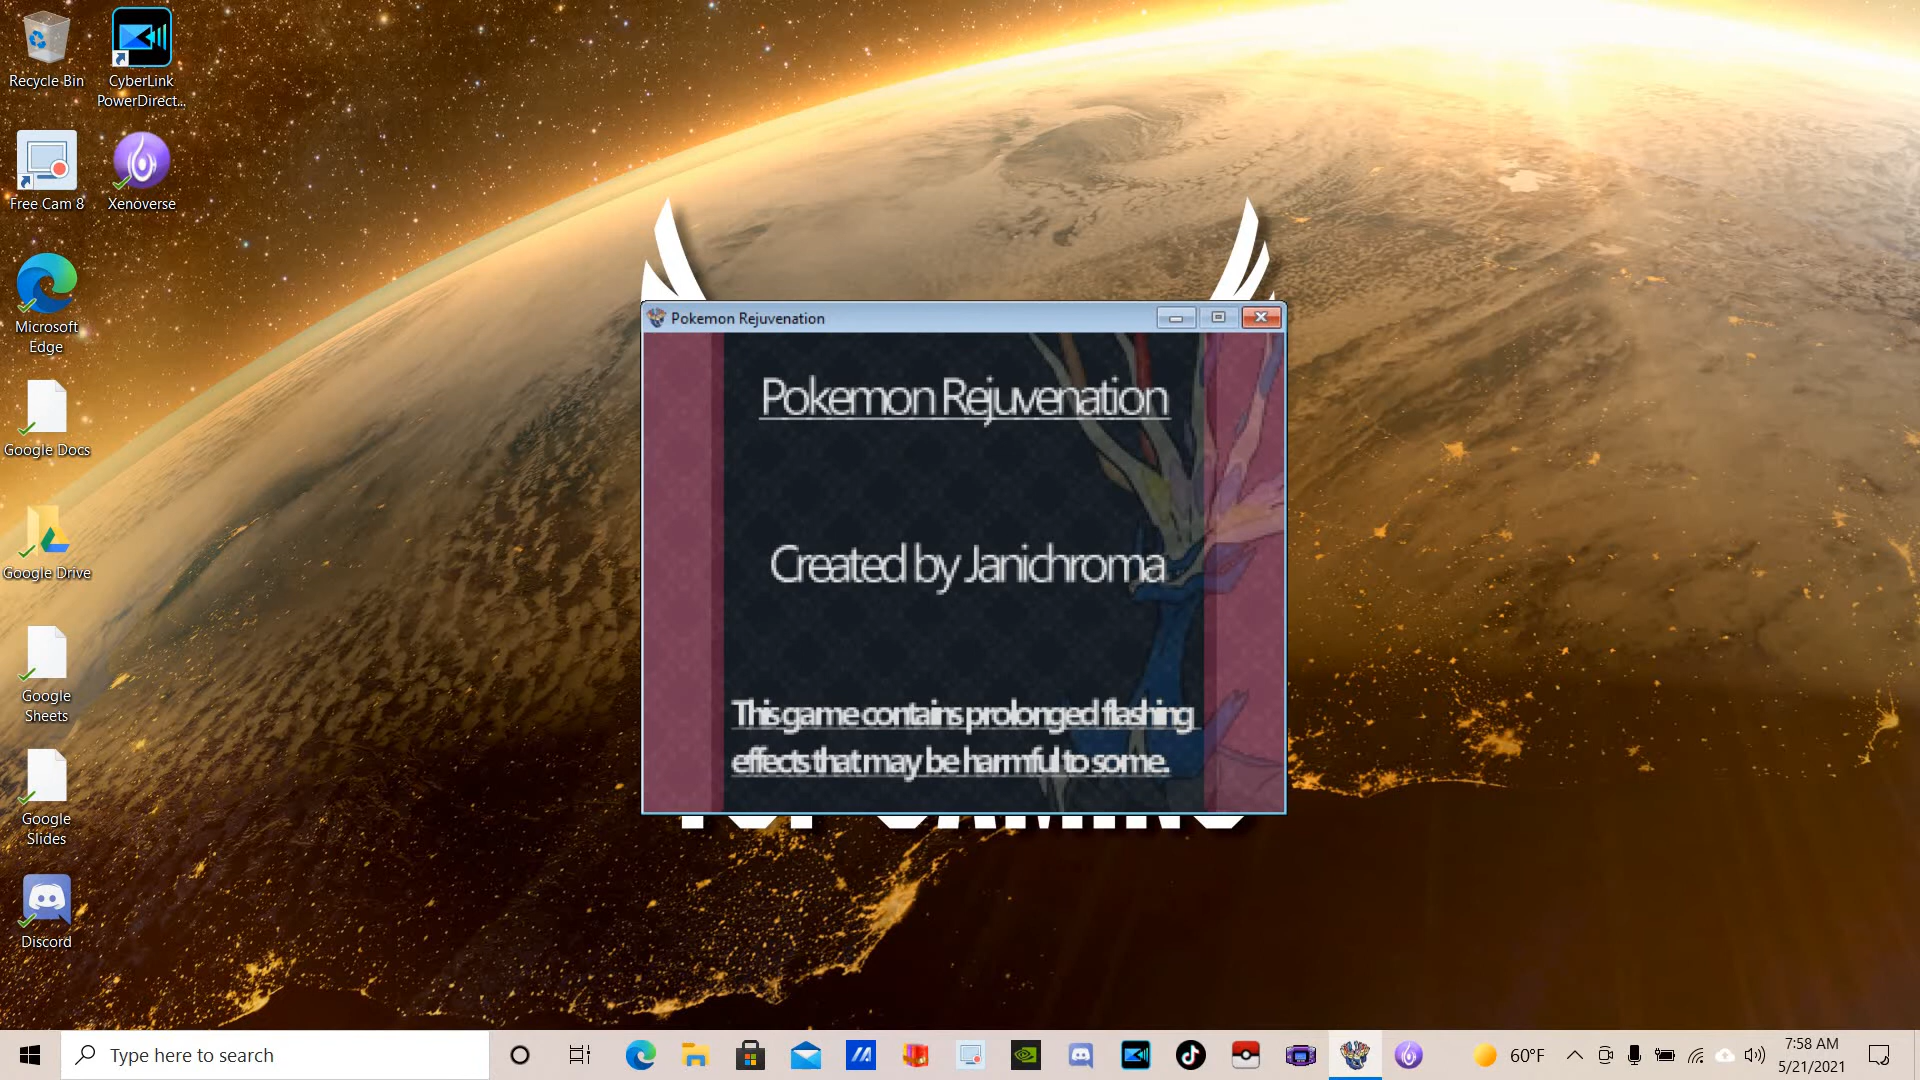 Recycle Bin
CyberLink
PowerDirect...
Free Cam 8
Xenoverse
Microsoft
Edge
Google Docs
Google Drive
Google
Sheets
Google
Slides
Discord
Pokemon Rejuvenation
Pokemon Rejuvenation
Created by Janichroma
This game contains prolonged flashing
effects that may be harmful to some.
Type here to search
60°F
7:58 AM
5/21/2021